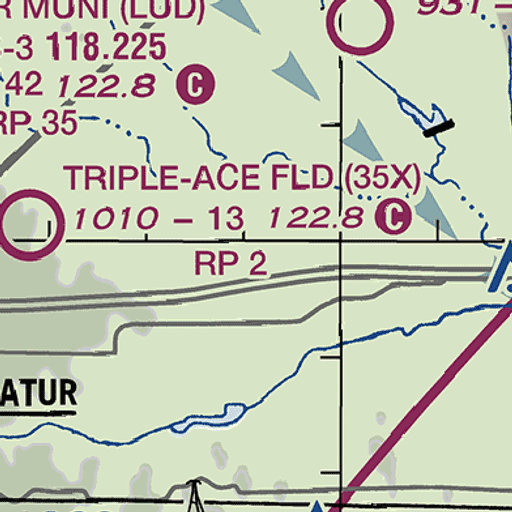 R MUNI (LUD)
-3 118.225
42 122.8 C
RP 35
TRIPLE-ACE FLD (35X)
1010 – 13 122.8 C
RP 2
ATUR